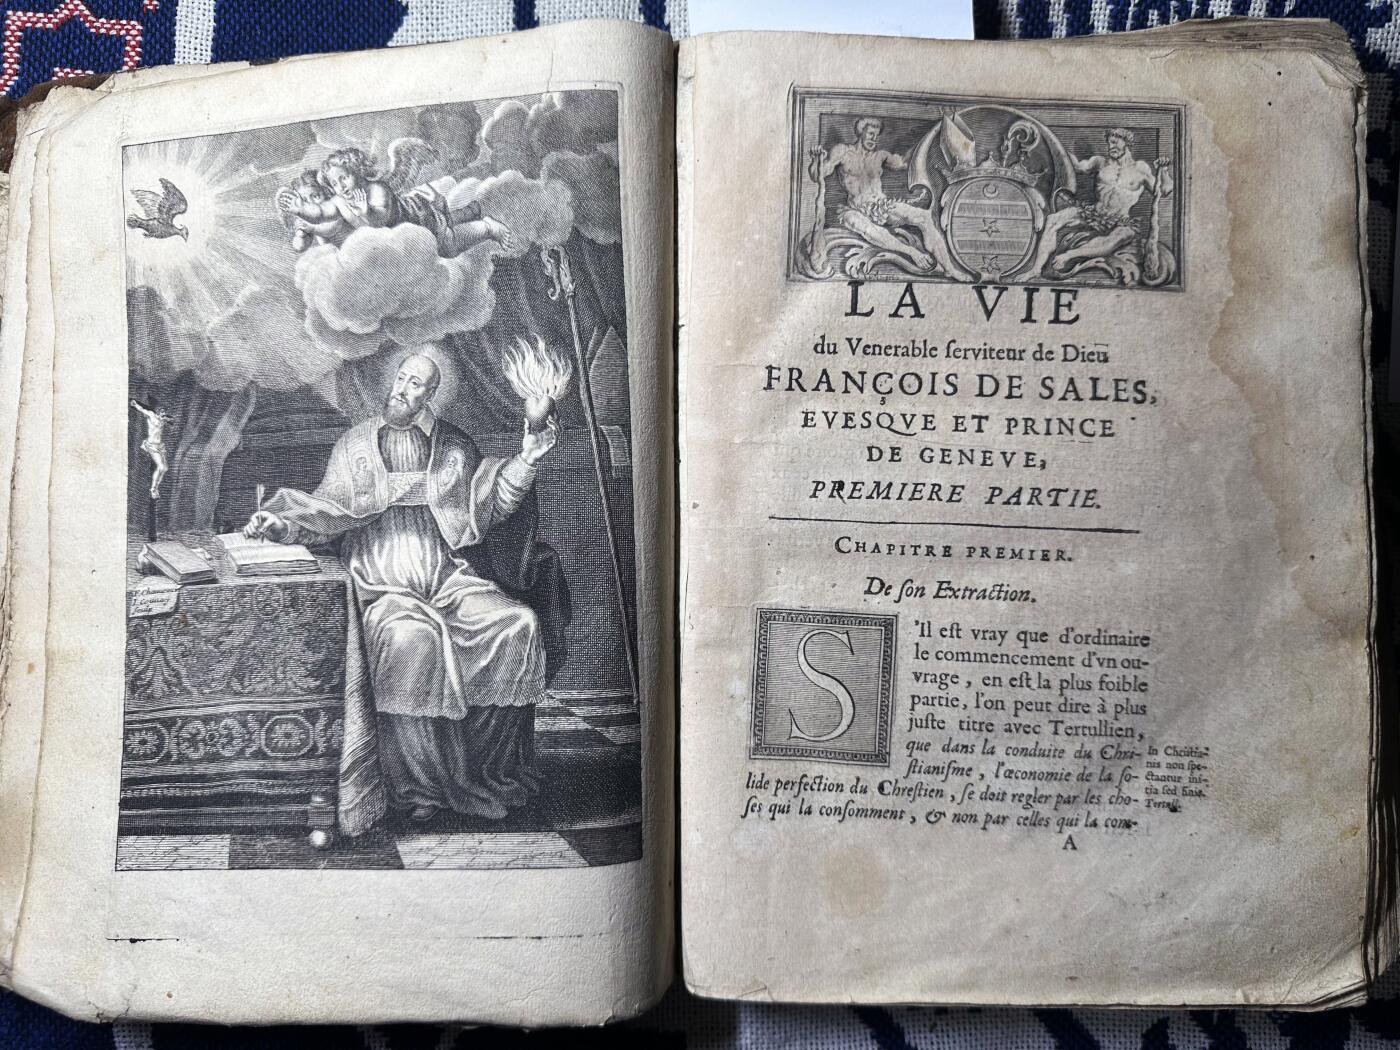 I. Couuay
Sculp
LA VIE
du Venerable ſerviteur de Dieu
FRANÇOIS DE SALES,
EVESQVE ET PRINCE
DE GENEVE,
PREMIERE PARTIE.
CHAPITRE PREMIER.
De ſon Extraction.
S'Il eſt vray que d'ordinaire
le commencement d'vn ou-
vrage, en eſt la plus foible
partie, l'on peut dire à plus
juſte titre avec Tertullien,
que dans la conduite du Chri-
ſtianiſme, l'œconomie de la ſo-
lide perfection du Chreſtien, ſe doit regler par les cho-
ſes qui la conſomment, & non par celles qui la com-
In Chriſtia-
nis non ſpe-
ctantur ini-
tia ſed finis.
Tertull.
A